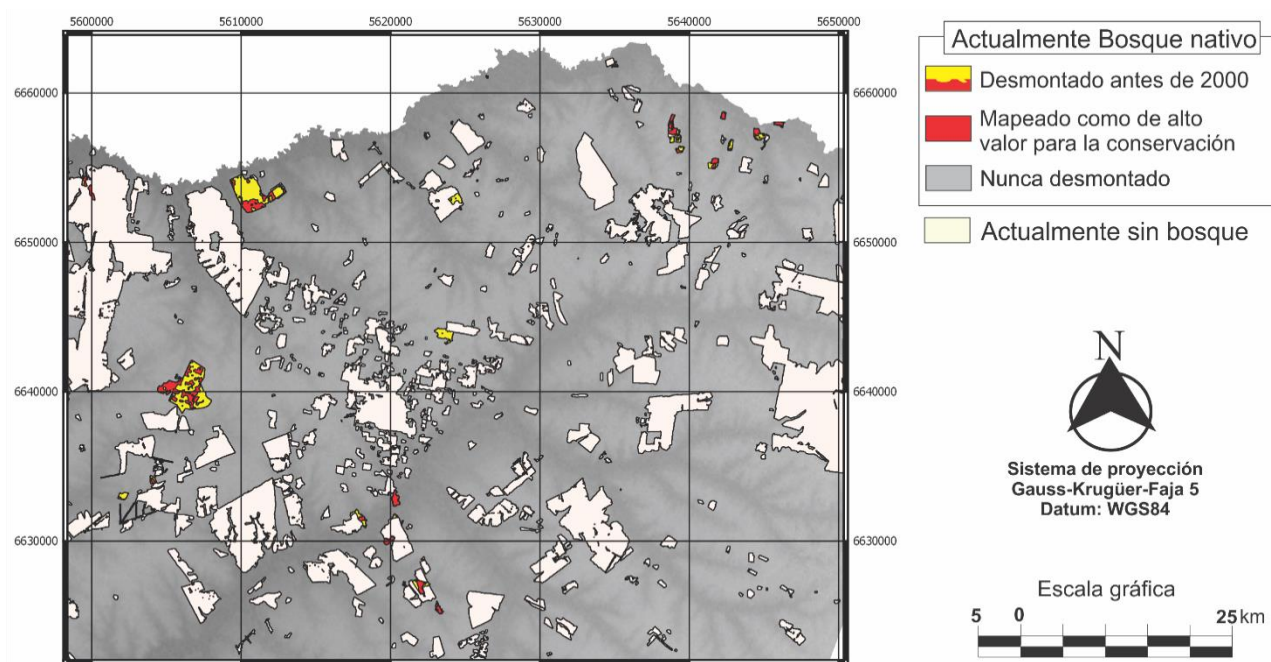 5600000 5610000 5620000 5630000 5640000 5650000
6660000 6660000
6650000 6650000
6640000 6640000
6630000 6630000
Actualmente Bosque nativo
Desmontado antes de 2000
Mapeado como de alto
valor para la conservación
Nunca desmontado
Actualmente sin bosque
N
Sistema de proyección
Gauss-Krugüer-Faja 5
Datum: WGS84
Escala gráfica
5 0 25 km